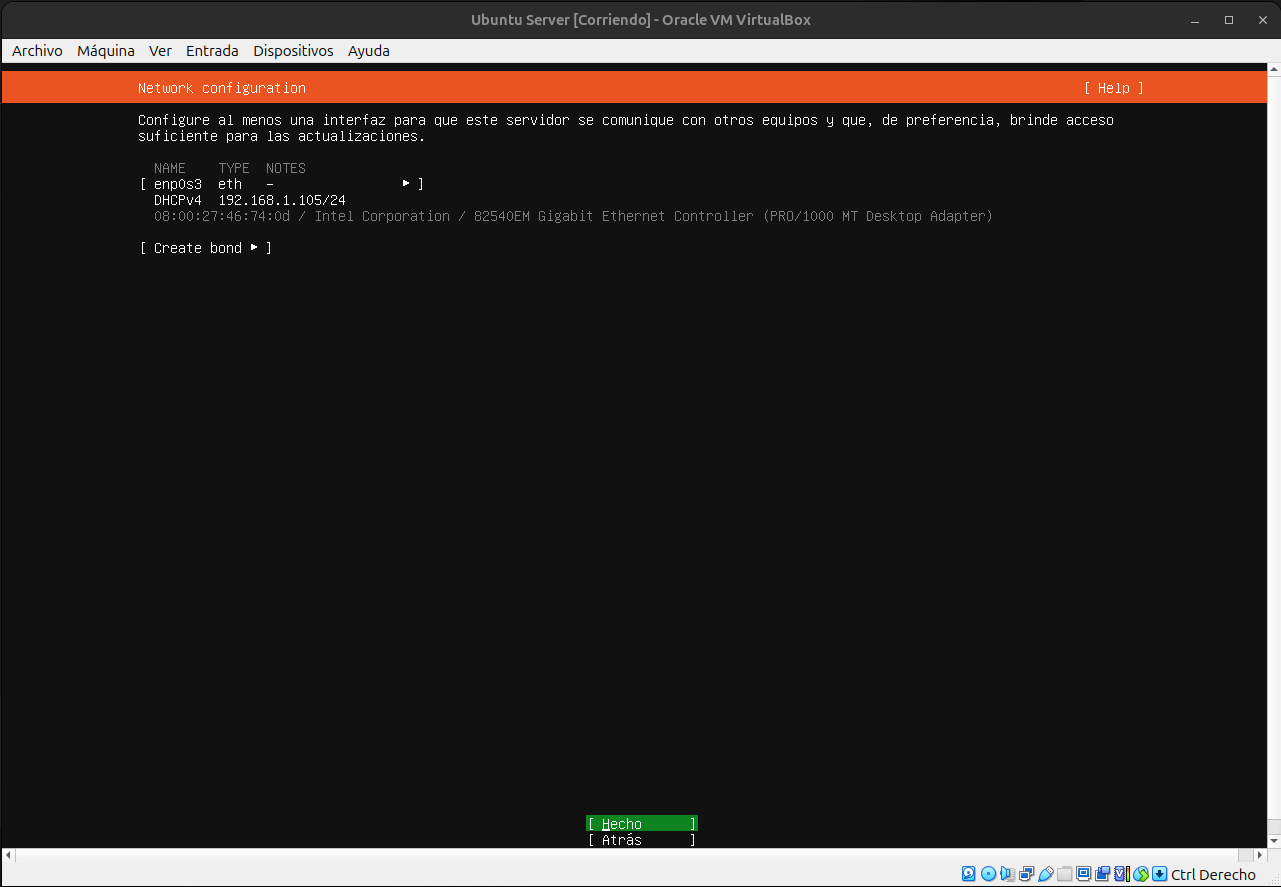 Ubuntu Server [Corriendo] - Oracle VM VirtualBox
Archivo Máquina Ver Entrada Dispositivos Ayuda
Network configuration [ Help ]
Configure al menos una interfaz para que este servidor se comunique con otros equipos y que, de preferencia, brinde acceso
suficiente para las actualizaciones.
NAME TYPE NOTES
[ enp0s3 eth - ▸ ]
DHCPv4 192.168.1.105/24
08:00:27:46:74:0d / Intel Corporation / 82540EM Gigabit Ethernet Controller (PRO/1000 MT Desktop Adapter)
[ Create bond ▸ ]
[ Hecho ]
[ Atrás ]
Ctrl Derecho